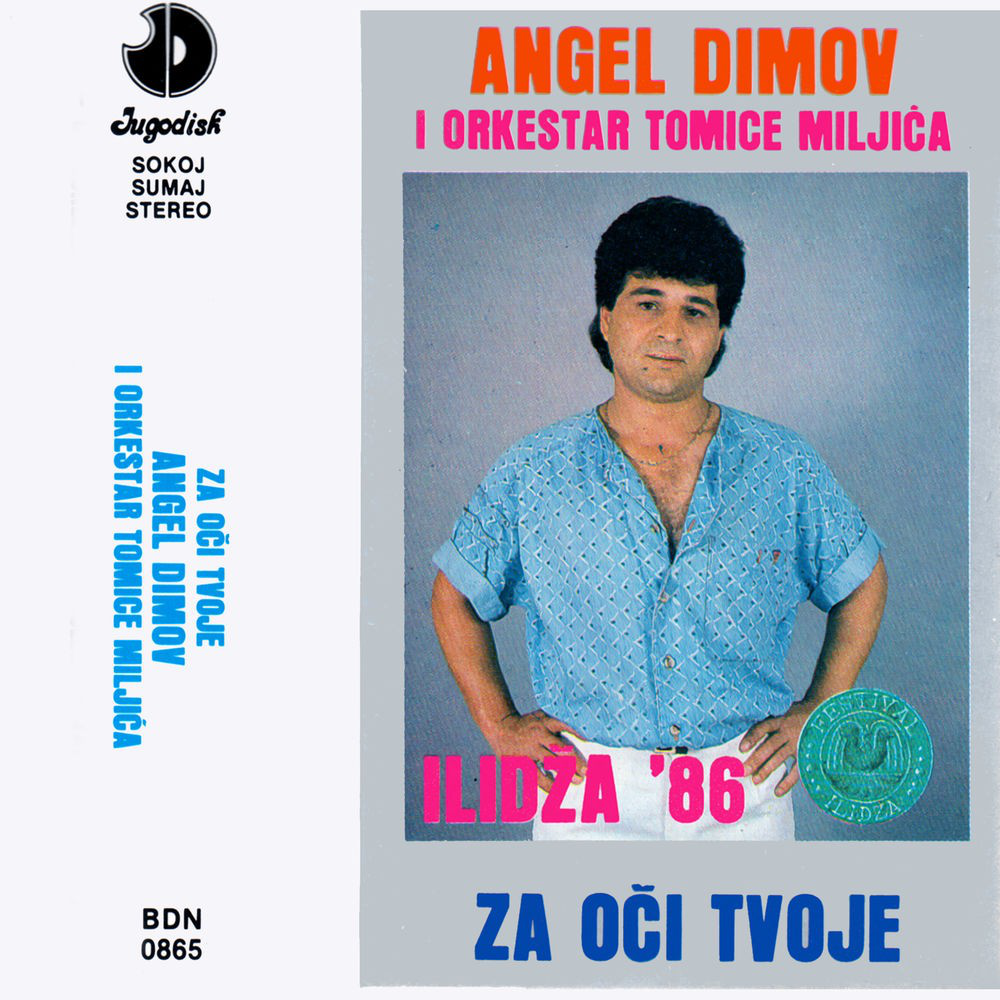 Jugodisk
SOKOJ
SUMAJ
STEREO
ZA OČI TVOJE
ANGEL DIMOV
I ORKESTAR TOMICE MILJIĆA
BDN
0865
ANGEL DIMOV
I ORKESTAR TOMICE MILJIĆA
FESTIVAL
ILIDŽA
ILIDŽA '86
ZA OČI TVOJE